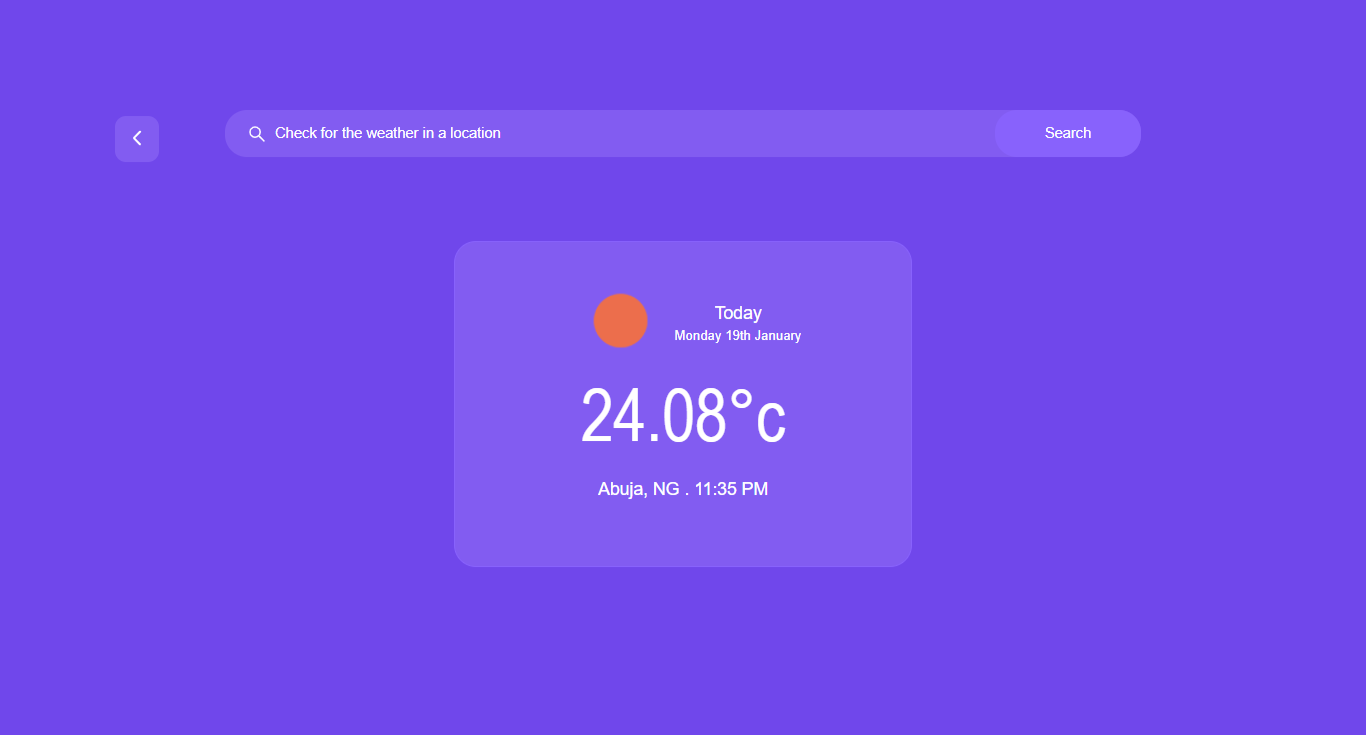 Check for the weather in a location
Search
Today
Monday 19th January
24.08°c
Abuja, NG . 11:35 PM